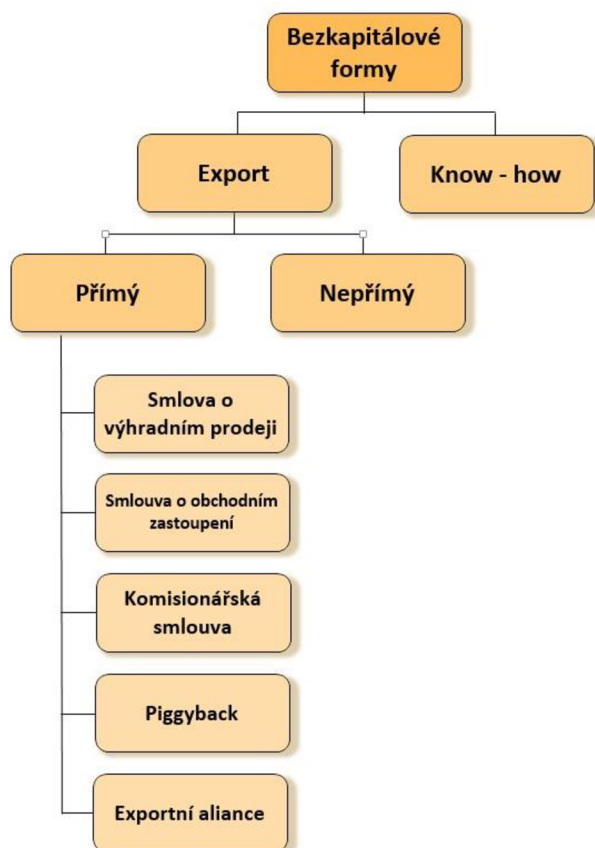 Bezkapitálové
formy
Export
Know - how
Přímý
Nepřímý
Smlova o
výhradním prodeji
Smlouva o obchodním
zastoupení
Komisionářská
smlouva
Piggyback
Exportní aliance